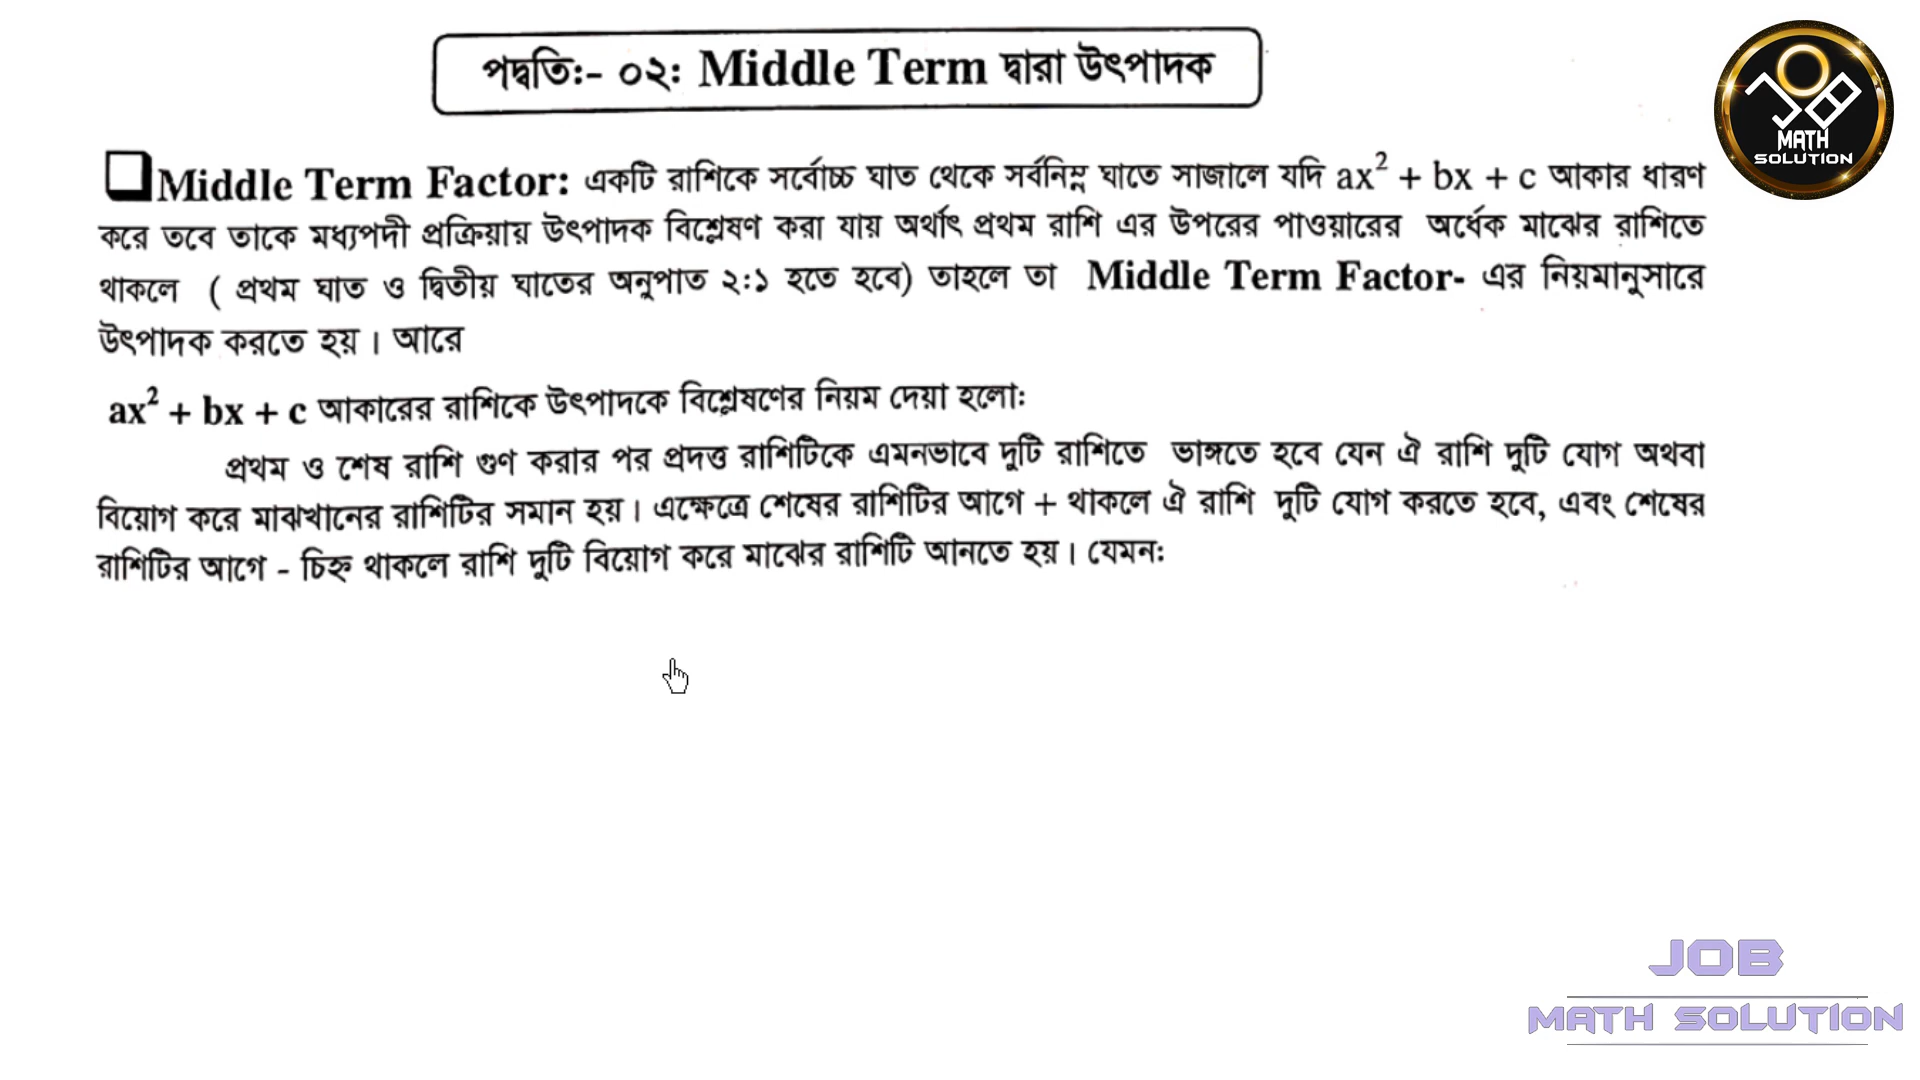 পদ্বতিঃ- ০২ঃ Middle Term দ্বারা উৎপাদক
JOB
MATH
SOLUTION
❑Middle Term Factor: একটি রাশিকে সর্বোচ্চ ঘাত থেকে সর্বনিম্ন ঘাতে সাজালে যদি ax² + bx + c আকার ধারণ
করে তবে তাকে মধ্যপদী প্রক্রিয়ায় উৎপাদক বিশ্লেষণ করা যায় অর্থাৎ প্রথম রাশি এর উপরের পাওয়ারের অর্ধেক মাঝের রাশিতে
থাকলে ( প্রথম ঘাত ও দ্বিতীয় ঘাতের অনুপাত ২ঃ১ হতে হবে) তাহলে তা Middle Term Factor- এর নিয়মানুসারে
উৎপাদক করতে হয়। আরে
ax² + bx + c আকারের রাশিকে উৎপাদকে বিশ্লেষণের নিয়ম দেয়া হলোঃ
প্রথম ও শেষ রাশি গুণ করার পর প্রদত্ত রাশিটিকে এমনভাবে দুটি রাশিতে ভাঙ্গতে হবে যেন ঐ রাশি দুটি যোগ অথবা
বিয়োগ করে মাঝখানের রাশিটির সমান হয়। এক্ষেত্রে শেষের রাশিটির আগে + থাকলে ঐ রাশি দুটি যোগ করতে হবে, এবং শেষের
রাশিটির আগে - চিহ্ন থাকলে রাশি দুটি বিয়োগ করে মাঝের রাশিটি আনতে হয়। যেমনঃ
JOB
MATH SOLUTION